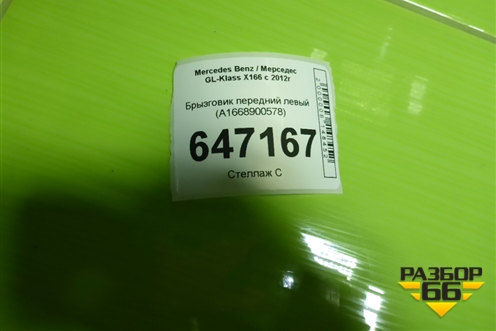 Mercedes Benz / Мерседес
GL-Klass X166 с 2012г
Брызговик передний левый
(A1668900578)
647167
Стеллаж С
РАЗБОР
66